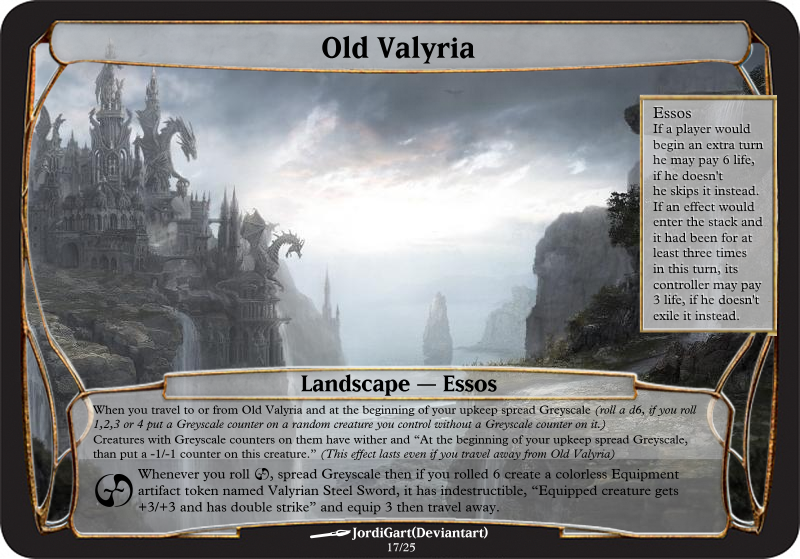 Old Valyria
Essos
If a player would
begin an extra turn
he may pay 6 life,
if he doesn't
he skips it instead.
If an effect would
enter the stack and
it had been for at
least three times
in this turn, its
controller may pay
3 life, if he doesn't
exile it instead.
Landscape — Essos
When you travel to or from Old Valyria and at the beginning of your upkeep spread Greyscale (roll a d6, if you roll
1,2,3 or 4 put a Greyscale counter on a random creature you control without a Greyscale counter on it.)
Creatures with Greyscale counters on them have wither and “At the beginning of your upkeep spread Greyscale,
than put a -1/-1 counter on this creature.” (This effect lasts even if you travel away from Old Valyria)
Whenever you roll , spread Greyscale then if you rolled 6 create a colorless Equipment
artifact token named Valyrian Steel Sword, it has indestructible, “Equipped creature gets
+3/+3 and has double strike” and equip 3 then travel away.
JordiGart(Deviantart)
17/25